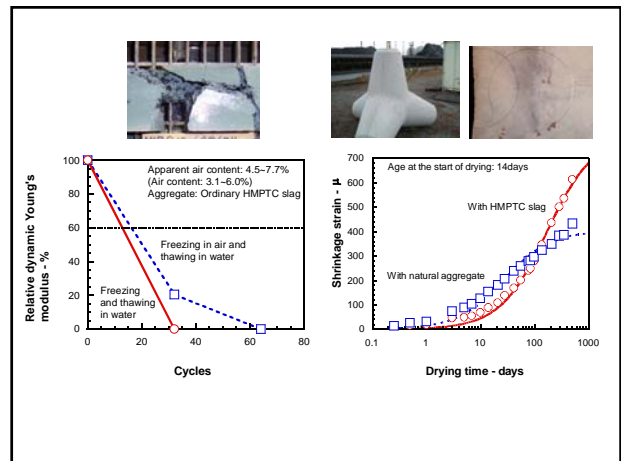 Relative dynamic Young's
modulus - %
100
80
60
40
20
0
Apparent air content: 4.5~7.7%
(Air content: 3.1~6.0%)
Aggregate: Ordinary HMPTC slag
Freezing in air and
thawing in water
Freezing
and thawing
in water
0 20 40 60 80
Cycles
Shrinkage strain - μ
700
600
500
400
300
200
100
0
Age at the start of drying: 14days
With HMPTC slag
With natural aggregate
0.1 1 10 100 1000
Drying time - days